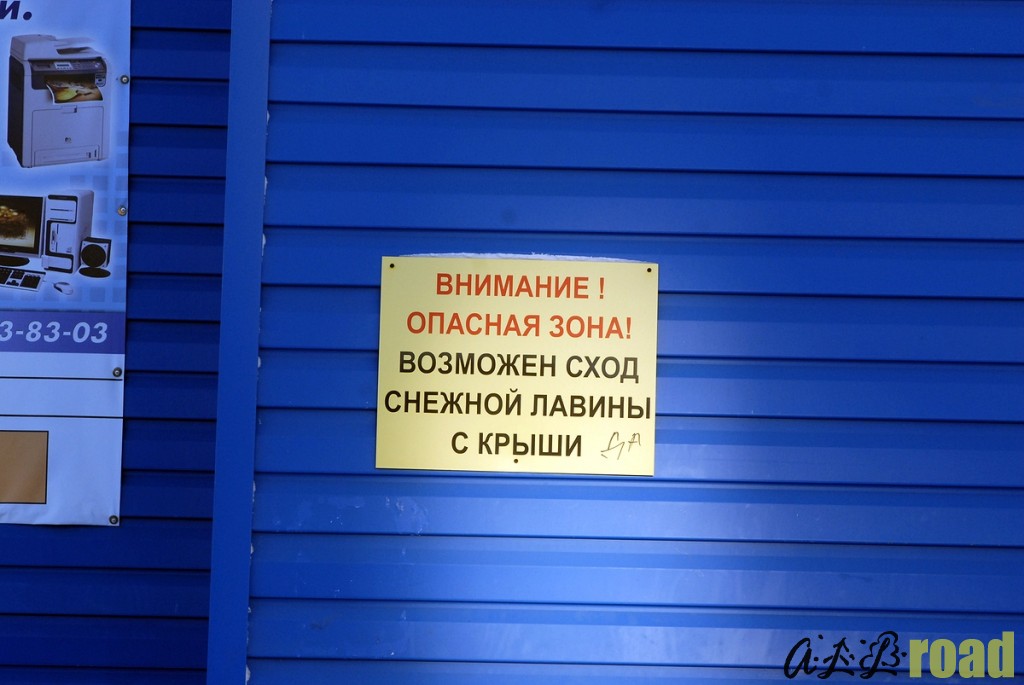 и.
3-83-03
ВНИМАНИЕ !
ОПАСНАЯ ЗОНА!
ВОЗМОЖЕН СХОД
СНЕЖНОЙ ЛАВИНЫ
С КРЫШИ
road